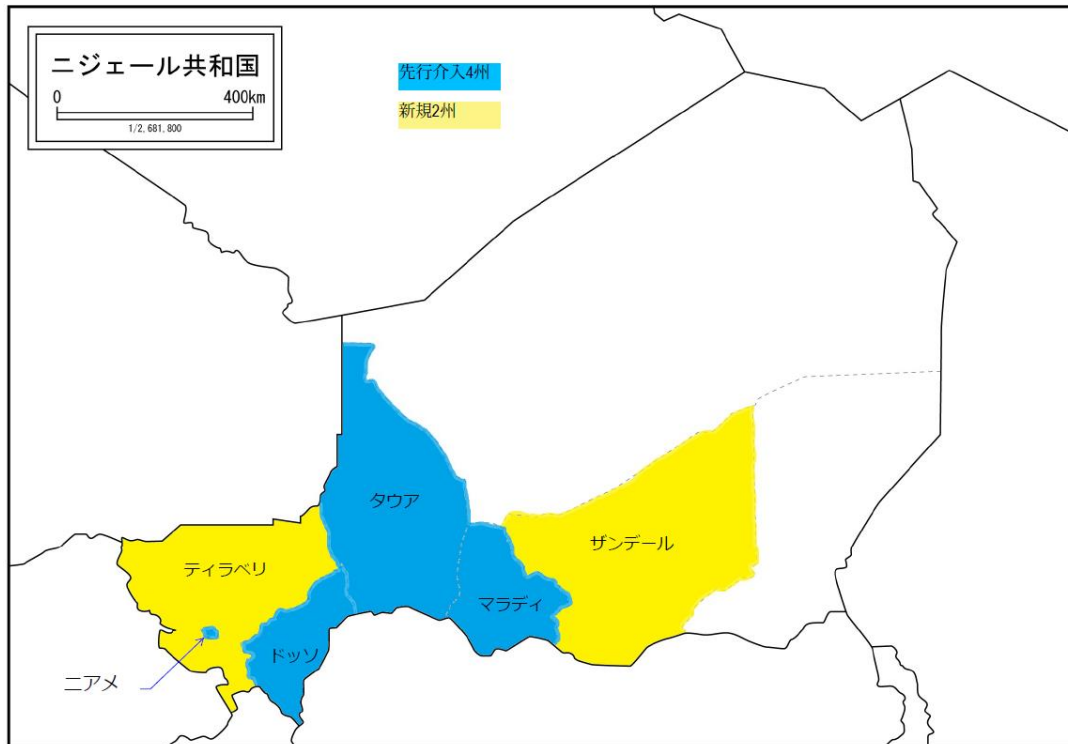 ニジェール共和国
0 400km
1/2,681,800
先行介入4州
新規2州
タウア
ザンデール
ティラベリ
マラディ
ドッソ
ニアメ